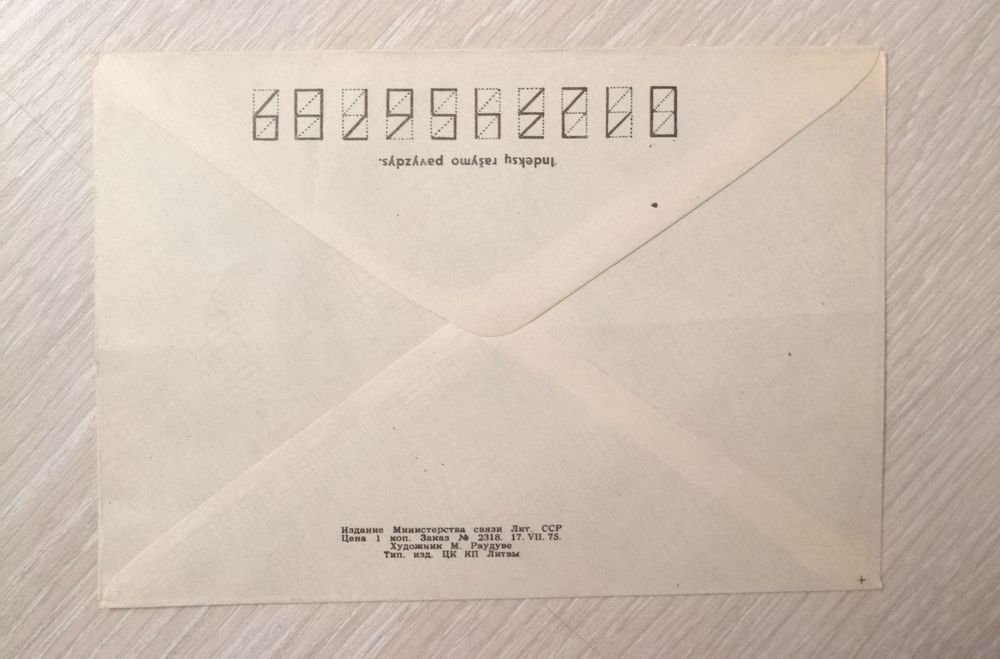 0123456789
Indeksų rašymo pavyzdys.
Издание Министерства связи Лит. ССР
Цена 1 коп. Заказ № 2318. 17. VII. 75.
Художник М. Раудуве
Тип. изд. ЦК КП Литвы